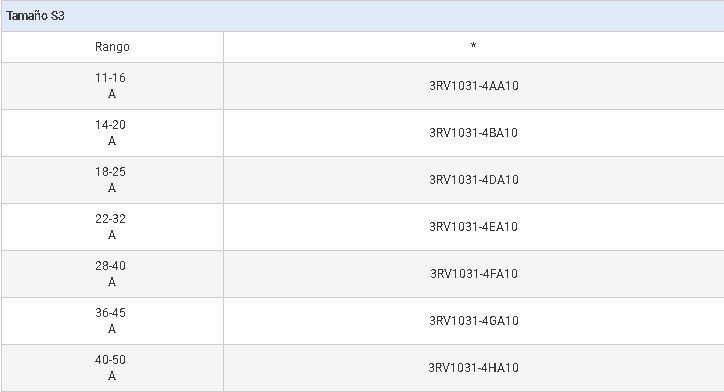 Tamaño S3
Rango *
11-16
A
3RV1031-4AA10
14-20
A
3RV1031-4BA10
18-25
A
3RV1031-4DA10
22-32
A
3RV1031-4EA10
28-40
A
3RV1031-4FA10
36-45
A
3RV1031-4GA10
40-50
A
3RV1031-4HA10